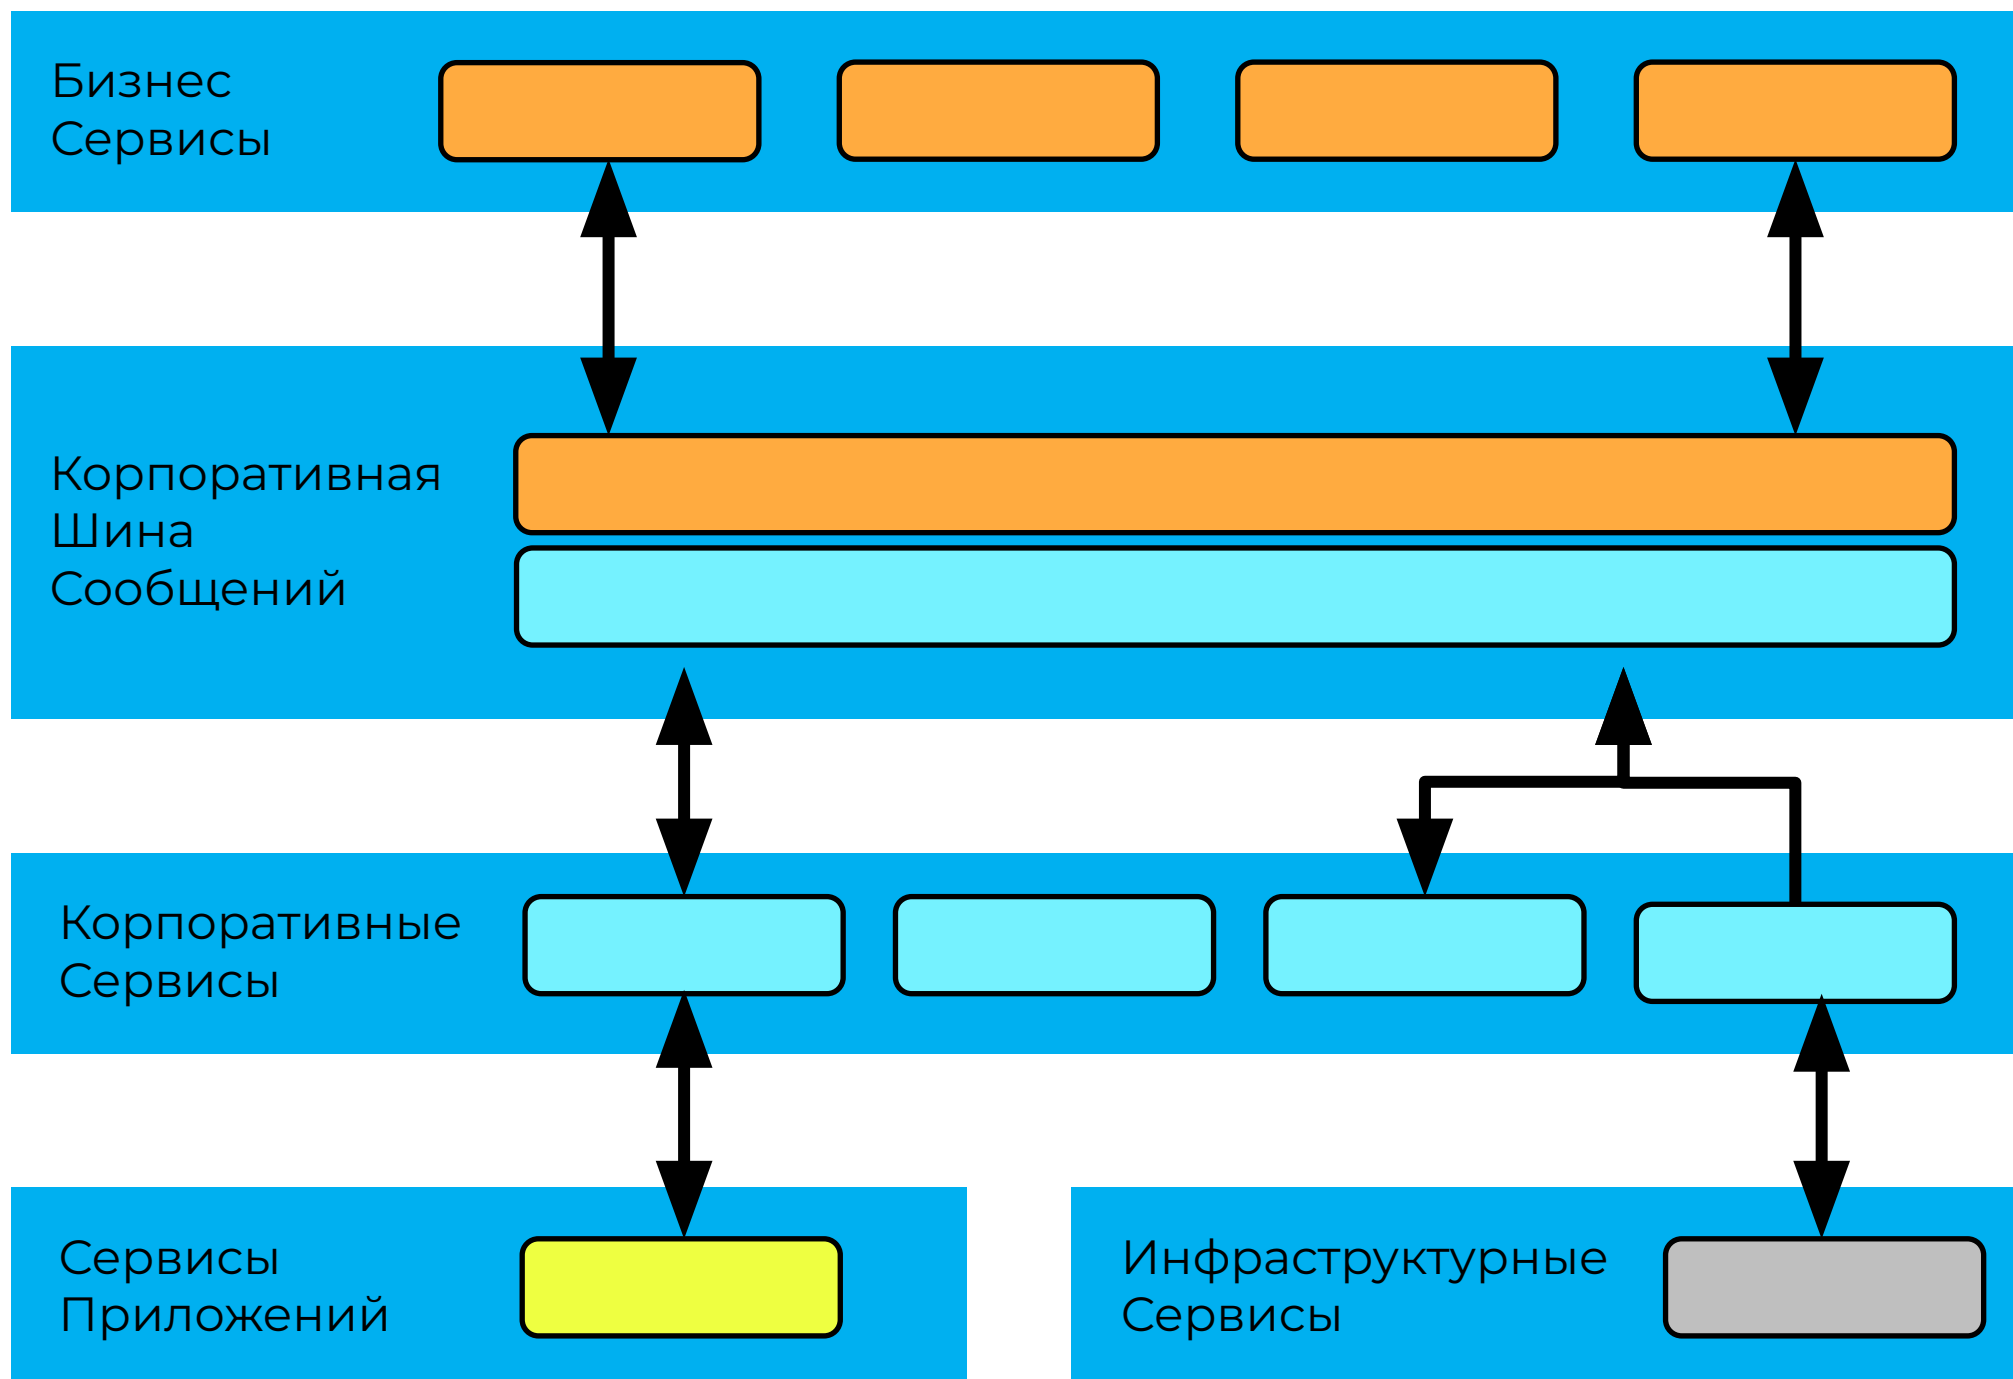 Бизнес
Сервисы
Корпоративная
Шина
Сообщений
Корпоративные
Сервисы
Сервисы
Приложений
Инфраструктурные
Сервисы